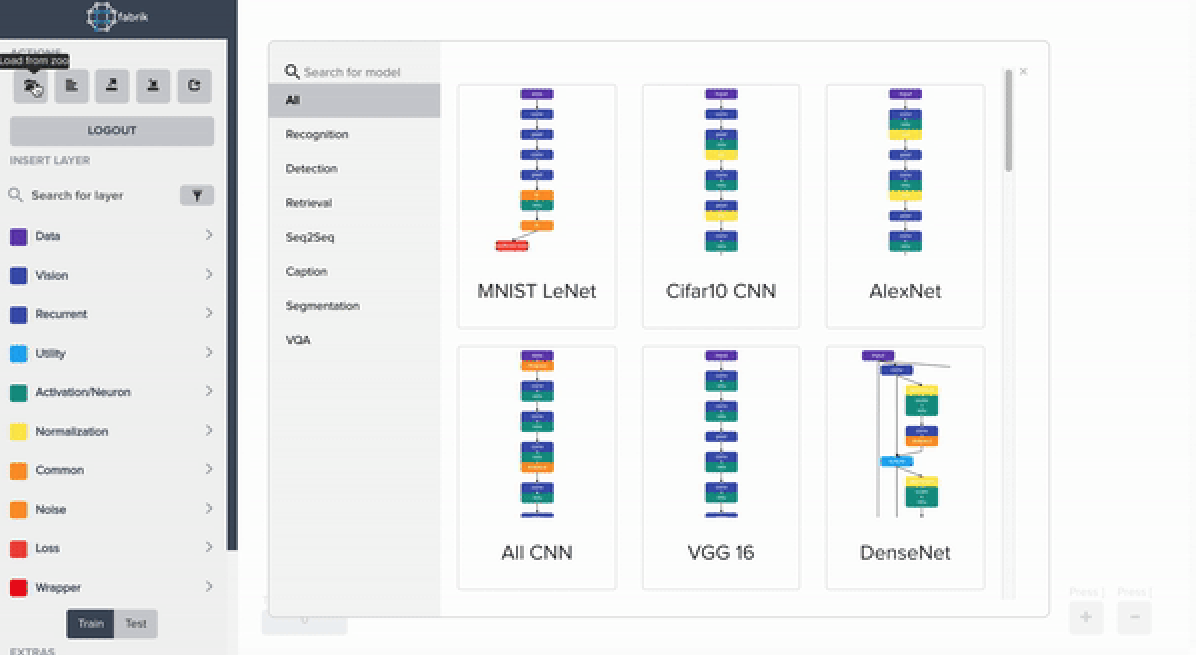 fabrik
ACTIONS
Load from zoo
LOGOUT
INSERT LAYER
Search for layer
Data
Vision
Recurrent
Utility
Activation/Neuron
Normalization
Common
Noise
Loss
Wrapper
Train Test
EXTRAS
Search for model
All
Recognition
Detection
Retrieval
Seq2Seq
Caption
Segmentation
VQA
MNIST LeNet
Cifar10 CNN
AlexNet
All CNN
VGG 16
DenseNet
Press ]
Press [